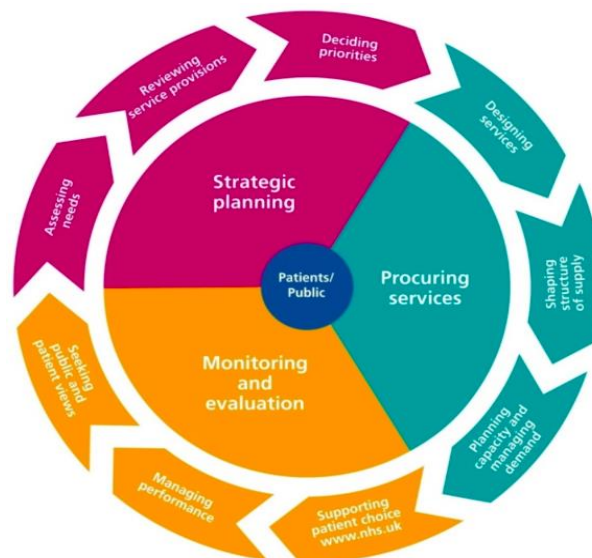 Deciding
priorities
Reviewing
service provisions
Designing
services
Assessing
needs
Strategic
planning
Patients/
Public
Procuring
services
Shaping
structure
of supply
Monitoring
and
evaluation
Seeking
public and
patient views
Planning
capacity and
managing
demand
Managing
performance
Supporting
patient choice
www.nhs.uk